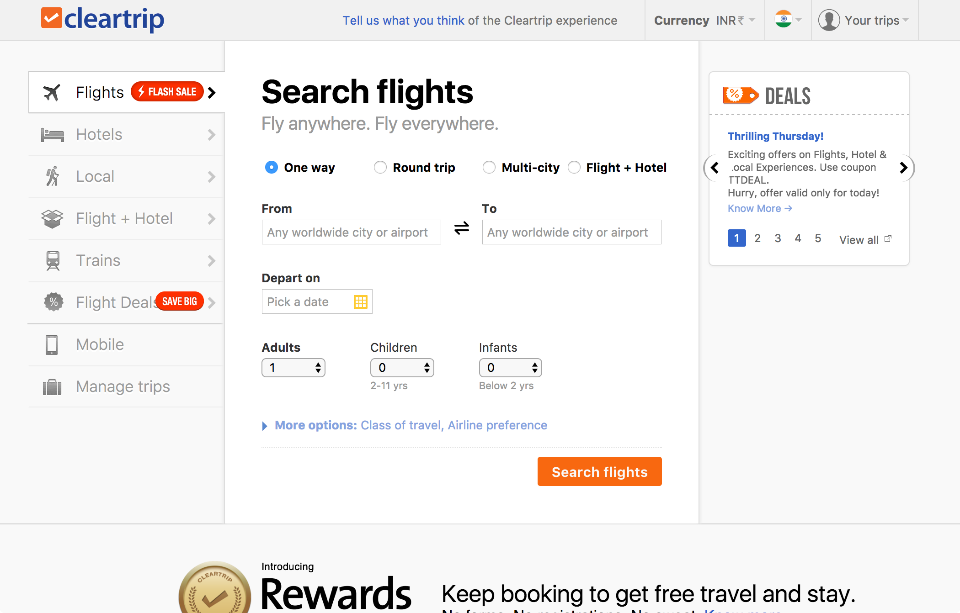 cleartrip
Tell us what you think of the Cleartrip experience
Currency INR₹
Your trips
Flights FLASH SALE
Hotels
Local
Flight + Hotel
Trains
Flight Deals SAVE BIG
Mobile
Manage trips
Search flights
Fly anywhere. Fly everywhere.
One way Round trip Multi-city Flight + Hotel
From To
Any worldwide city or airport Any worldwide city or airport
Depart on
Pick a date
Adults Children Infants
1 0 0
2-11 yrs Below 2 yrs
More options: Class of travel, Airline preference
Search flights
% DEALS
Thrilling Thursday!
Exciting offers on Flights, Hotel &
Local Experiences. Use coupon
TTDEAL.
Hurry, offer valid only for today!
Know More →
1 2 3 4 5 View all
CLEARTRIP
Introducing
Rewards
Keep booking to get free travel and stay.